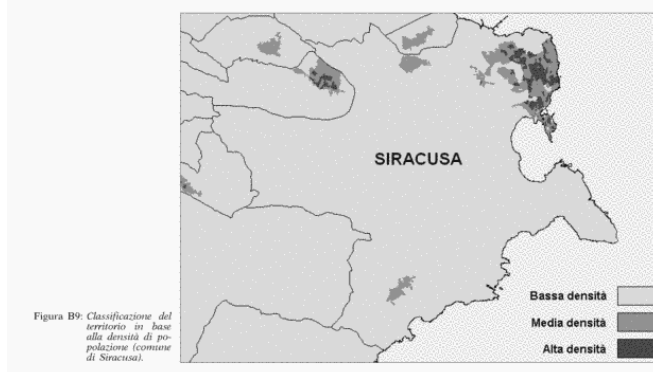 SIRACUSA
Bassa densità
Media densità
Alta densità
Figura B9: Classificazione del
territorio in base
alla densità di po-
polazione (comune
di Siracusa).